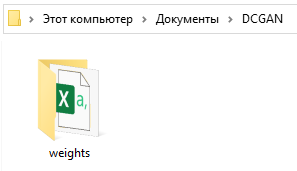 Этот компьютер > Документы > DCGAN
X a,
weights